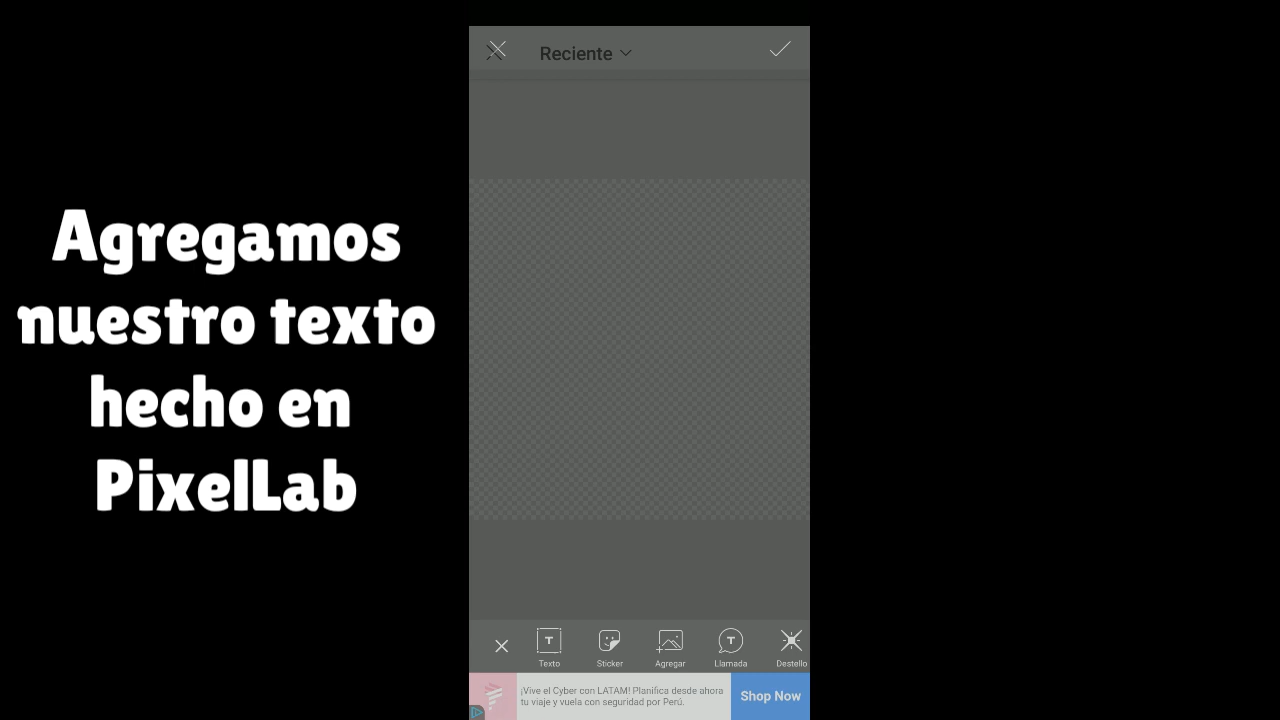 Agregamos
nuestro texto
hecho en
PixelLab
Reciente
T
T
Texto
Sticker
Agregar
Llamada
Destello
¡Vive el Cyber con LATAM! Planifica desde ahora
tu viaje y vuela con seguridad por Perú.
Shop Now